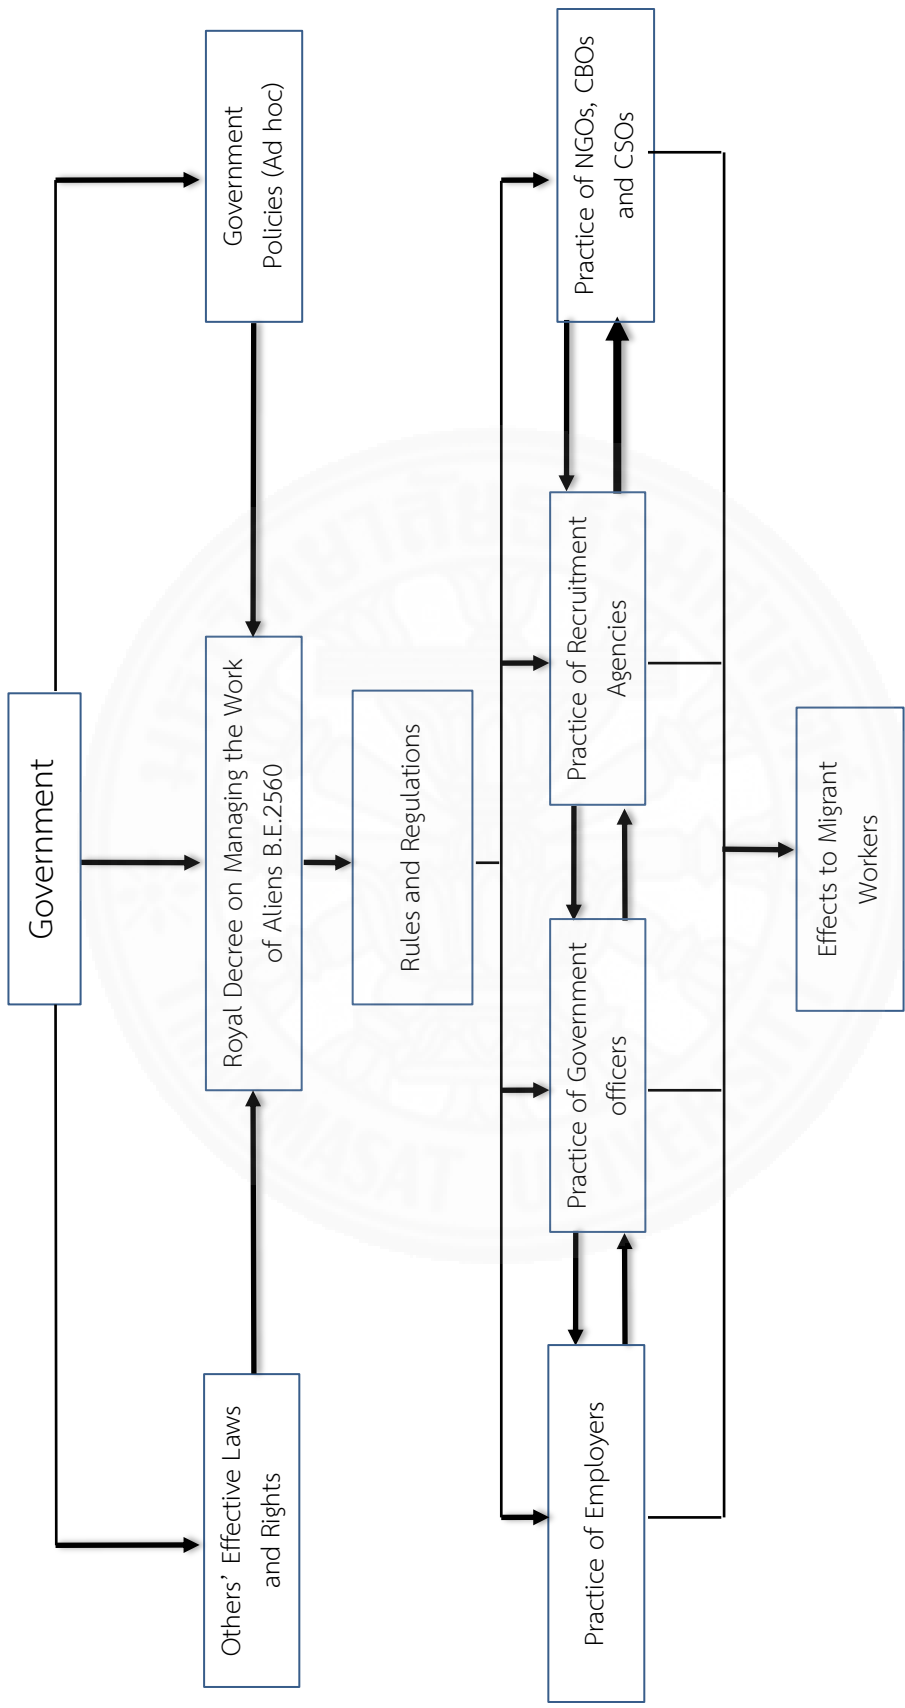 Government
Others’ Effective Laws
and Rights
Royal Decree on Managing the Work
of Aliens B.E.2560
Government
Policies (Ad hoc)
Rules and Regulations
Practice of Employers
Practice of Government
officers
Practice of Recruitment
Agencies
Practice of NGOs, CBOs
and CSOs
Effects to Migrant
Workers